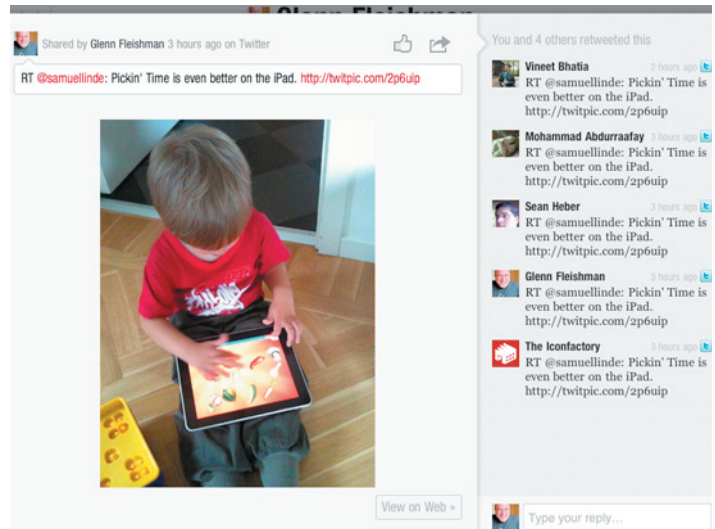 Glenn Fleishman
Shared by Glenn Fleishman 3 hours ago on Twitter
RT @samuellinde: Pickin' Time is even better on the iPad. http://twitpic.com/2p6uip
View on Web »
You and 4 others retweeted this
Vineet Bhatia 2 hours ago
RT @samuellinde: Pickin' Time is
even better on the iPad.
http://twitpic.com/2p6uip
Mohammad Abdurraafay 3 hours ago
RT @samuellinde: Pickin' Time is
even better on the iPad.
http://twitpic.com/2p6uip
Sean Heber 3 hours ago
RT @samuellinde: Pickin' Time is
even better on the iPad.
http://twitpic.com/2p6uip
Glenn Fleishman 3 hours ago
RT @samuellinde: Pickin' Time is
even better on the iPad.
http://twitpic.com/2p6uip
The Iconfactory 3 hours ago
RT @samuellinde: Pickin' Time is
even better on the iPad.
http://twitpic.com/2p6uip
Type your reply...